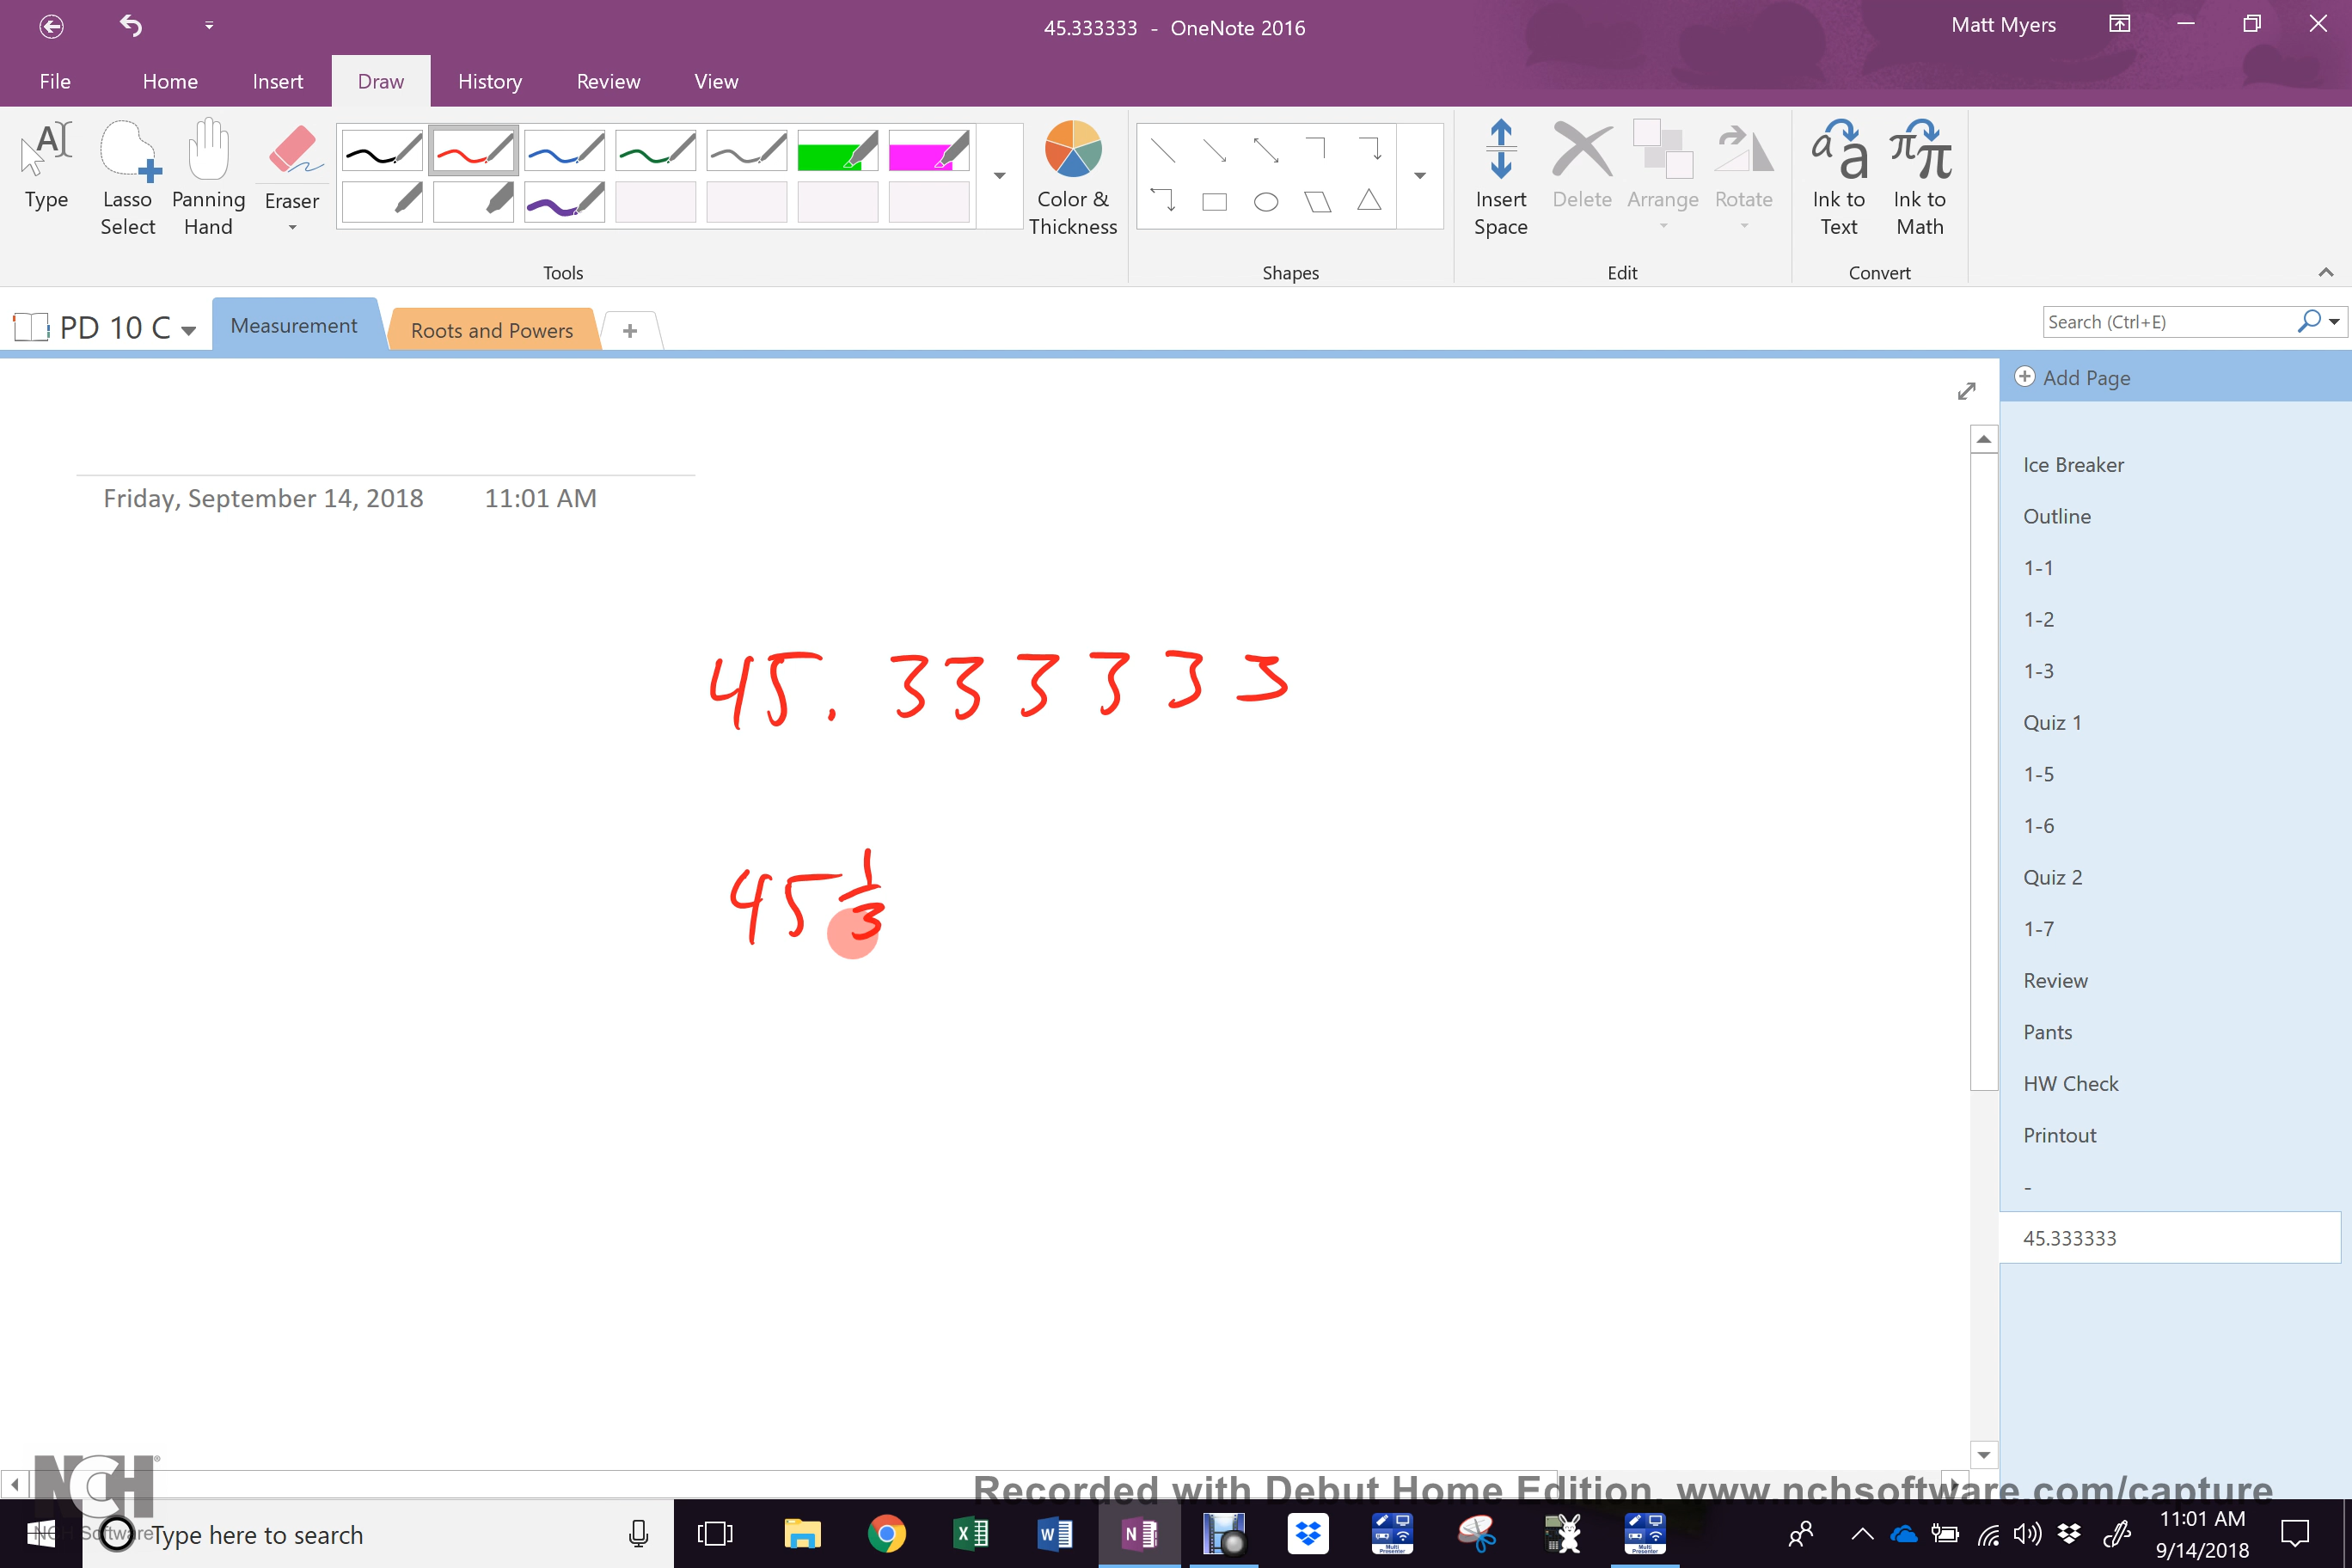 45.333333 - OneNote 2016
Matt Myers
File Home Insert Draw History Review View
Type
Lasso Select
Panning Hand
Eraser
Color & Thickness
Insert Space
Delete
Arrange
Rotate
Ink to Text
Ink to Math
Tools
Shapes
Edit
Convert
PD 10 C
Measurement
Roots and Powers
Search (Ctrl+E)
Add Page
Friday, September 14, 2018 11:01 AM
45.333333
45 1/3
Ice Breaker
Outline
1-1
1-2
1-3
Quiz 1
1-5
1-6
Quiz 2
1-7
Review
Pants
HW Check
Printout
-
45.333333
NCH®
NCH Software
Recorded with Debut Home Edition. www.nchsoftware.com/capture
Type here to search
11:01 AM
9/14/2018